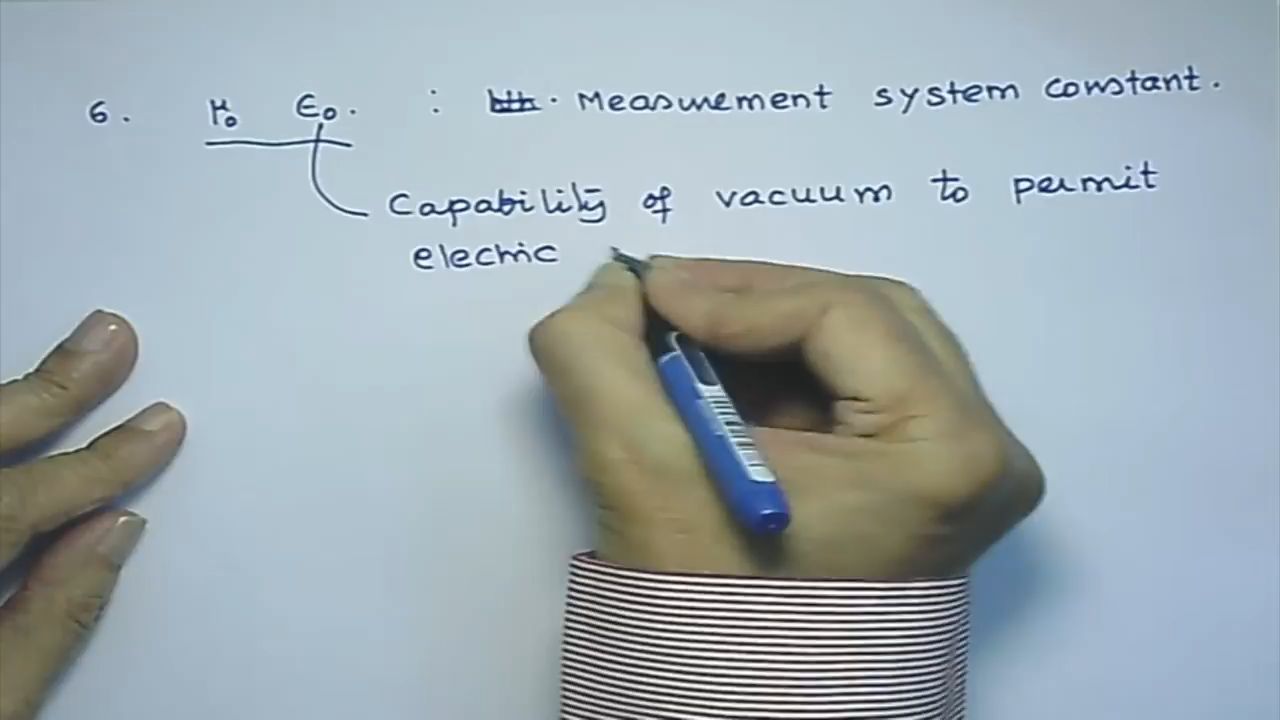 6. μ₀ ε₀. : Measurement system constant.
Capability of vacuum to permit
electric